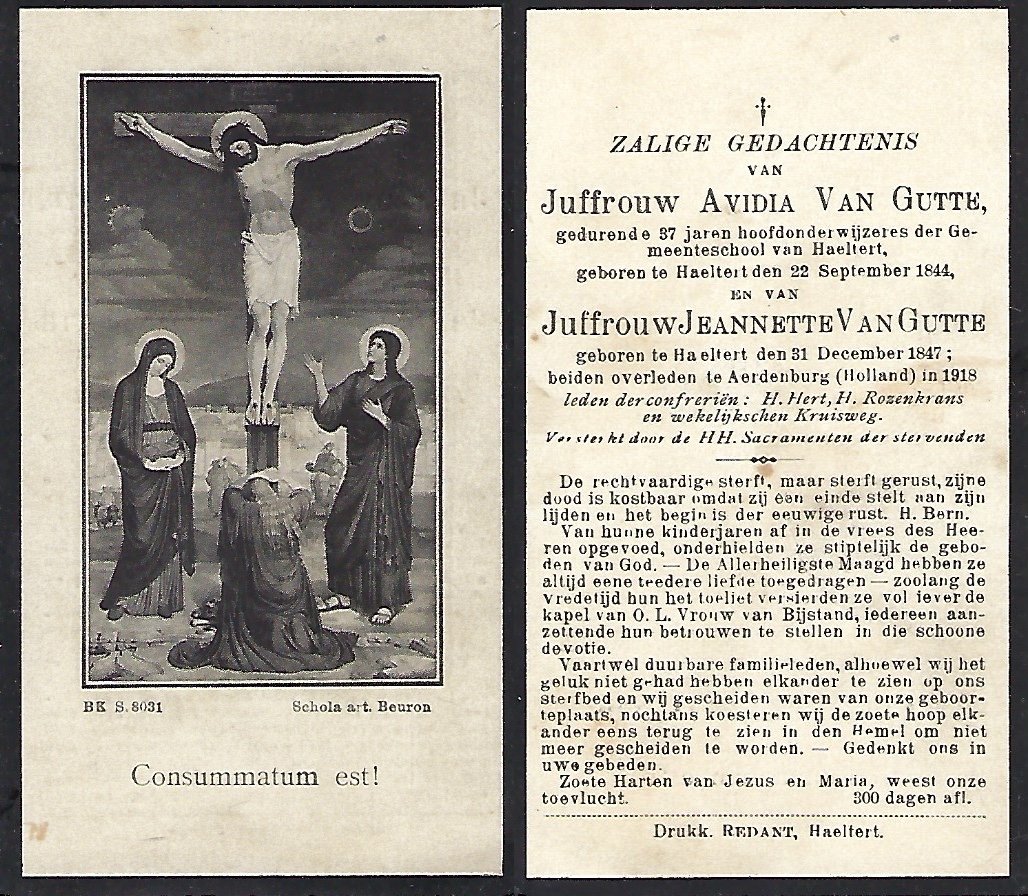 BK S. 8031 Schola art. Beuron
Consummatum est!
ZALIGE GEDACHTENIS
VAN
Juffrouw AVIDIA VAN GUTTE,
gedurende 37 jaren hoofdonderwijzeres der Ge-
meenteschool van Haeltert,
geboren te Haeltert den 22 September 1844,
EN VAN
Juffrouw JEANNETTE VAN GUTTE
geboren te Haeltert den 31 December 1847;
beiden overleden te Aerdenburg (Holland) in 1918
leden der confreriën: H. Hert, H. Rozenkrans
en wekelijkschen Kruisweg.
Versterkt door de HH. Sacramenten der stervenden
De rechtvaardige sterft, maar sterft gerust, zijne
dood is kostbaar omdat zij een einde stelt aan zijn
lijden en het begin is der eeuwige rust. H. Bern.
Van hunne kinderjaren af in de vrees des Hee-
ren opgevoed, onderhielden ze stiptelijk de gebo-
den van God. — De Allerheiligste Maagd hebben ze
altijd eene teedere liefde toegedragen — zoolang de
vredetijd hun het toeliet versierden ze vol iever de
kapel van O. L. Vrouw van Bijstand, iedereen aan-
zettende hun betrouwen te stellen in die schoone
devotie.
Vaartwel duurbare familieleden, alhoewel wij het
geluk niet gehad hebben elkander te zien op ons
sterfbed en wij gescheiden waren van onze geboor-
teplaats, nochtans koesteren wij de zoete hoop elk-
ander eens terug te zien in den Hemel om niet
meer gescheiden te worden. — Gedenkt ons in
uwe gebeden.
Zoete Harten van Jezus en Maria, weest onze
toevlucht. 300 dagen afl.
Drukk. REDANT, Haeltert.